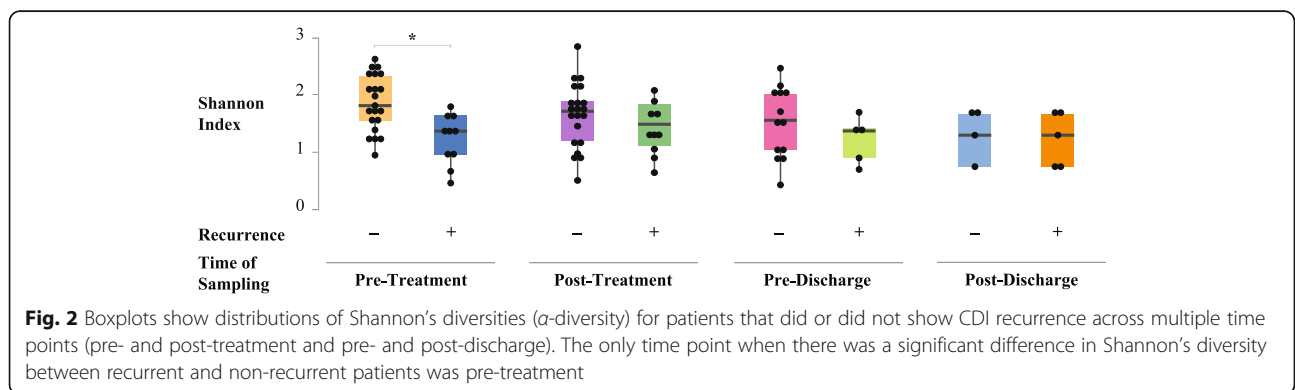 3
*
2
Shannon
Index
1
0
Recurrence – + – + – + – +
Time of
Sampling
Pre-Treatment Post-Treatment Pre-Discharge Post-Discharge
Fig. 2 Boxplots show distributions of Shannon's diversities (α-diversity) for patients that did or did not show CDI recurrence across multiple time
points (pre- and post-treatment and pre- and post-discharge). The only time point when there was a significant difference in Shannon's diversity
between recurrent and non-recurrent patients was pre-treatment